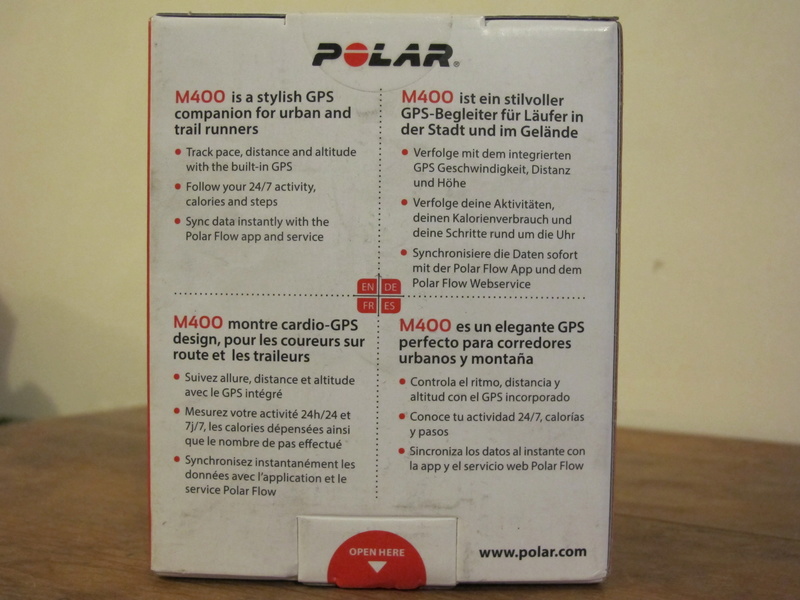 POLAR®
M400 is a stylish GPS
companion for urban and
trail runners
• Track pace, distance and altitude
with the built-in GPS
• Follow your 24/7 activity,
calories and steps
• Sync data instantly with the
Polar Flow app and service
M400 ist ein stilvoller
GPS-Begleiter für Läufer in
der Stadt und im Gelände
• Verfolge mit dem integrierten
GPS Geschwindigkeit, Distanz
und Höhe
• Verfolge deine Aktivitäten,
deinen Kalorienverbrauch und
deine Schritte rund um die Uhr
• Synchronisiere die Daten sofort
mit der Polar Flow App und dem
Polar Flow Webservice
EN DE
FR ES
M400 montre cardio-GPS
design, pour les coureurs sur
route et les traileurs
• Suivez allure, distance et altitude
avec le GPS intégré
• Mesurez votre activité 24h/24 et
7j/7, les calories dépensées ainsi
que le nombre de pas effectué
• Synchronisez instantanément les
données avec l'application et le
service Polar Flow
M400 es un elegante GPS
perfecto para corredores
urbanos y montaña
• Controla el ritmo, distancia y
altitud con el GPS incorporado
• Conoce tu actividad 24/7, calorías
y pasos
• Sincroniza los datos al instante con
la app y el servicio web Polar Flow
OPEN HERE
www.polar.com